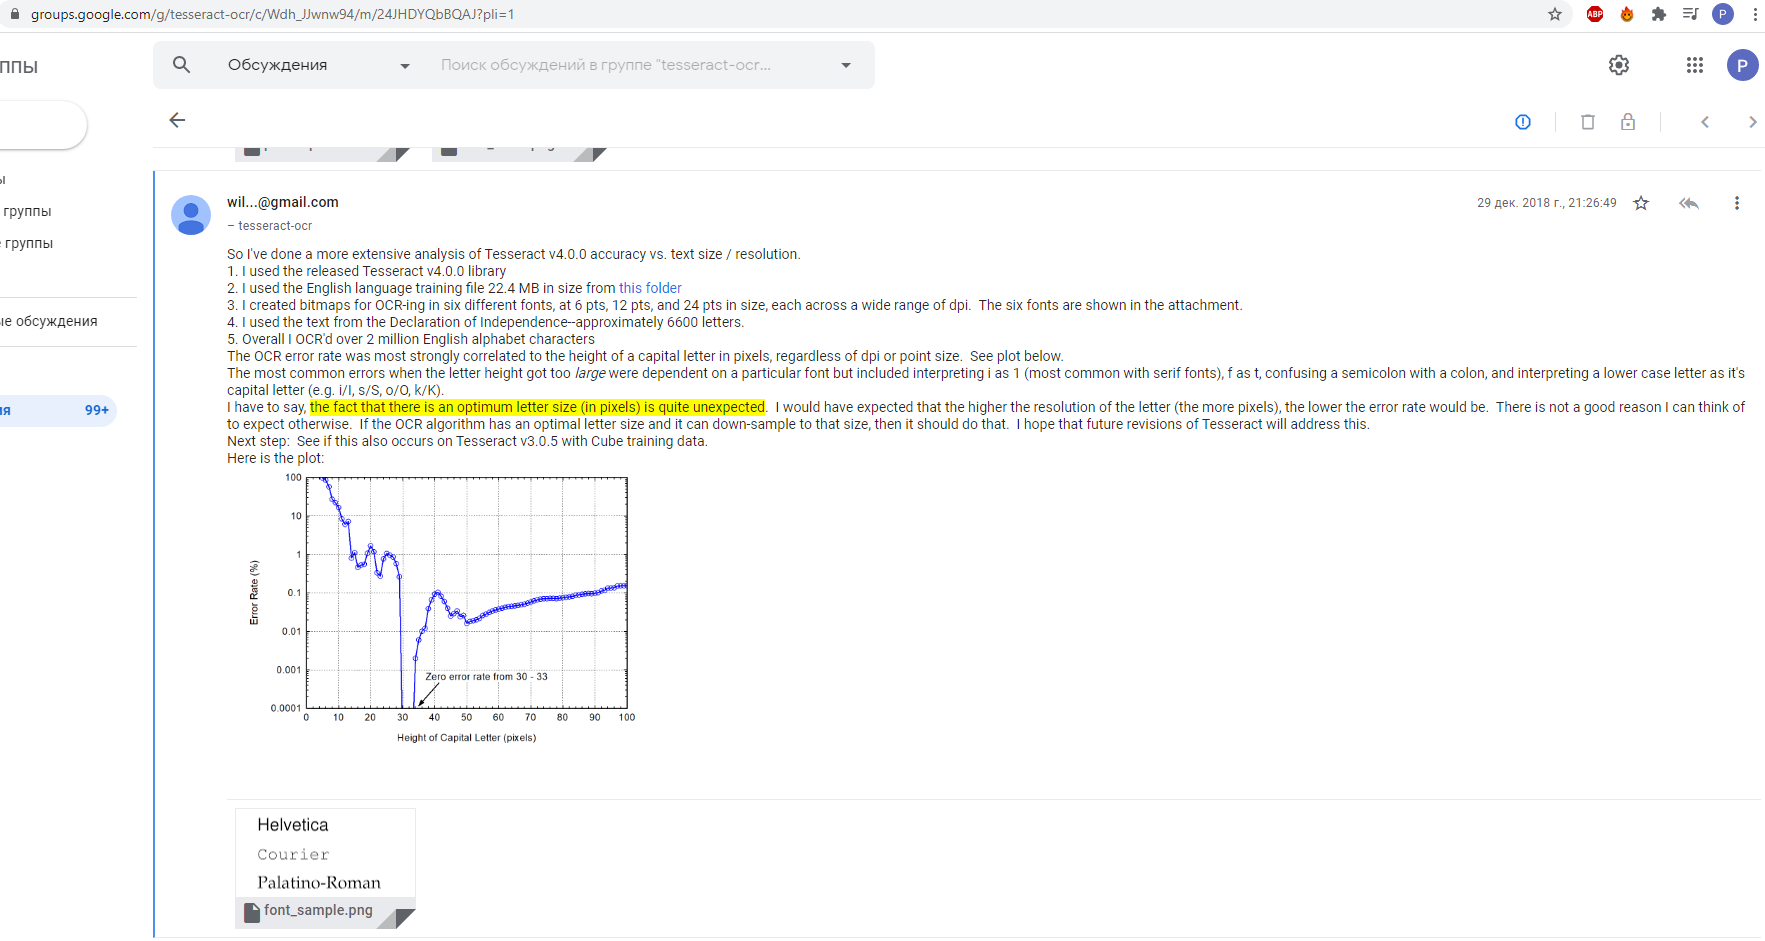 groups.google.com/g/tesseract-ocr/c/Wdh_JJwnw94/m/24JHDYQbBQAJ?pli=1
ABP
P
ппы
Обсуждения
Поиск обсуждений в группе "tesseract-ocr...
P
ы
группы
е группы
ые обсуждения
ия
99+
wil...@gmail.com
29 дек. 2018 г., 21:26:49
– tesseract-ocr
So I've done a more extensive analysis of Tesseract v4.0.0 accuracy vs. text size / resolution.
1. I used the released Tesseract v4.0.0 library
2. I used the English language training file 22.4 MB in size from this folder
3. I created bitmaps for OCR-ing in six different fonts, at 6 pts, 12 pts, and 24 pts in size, each across a wide range of dpi.  The six fonts are shown in the attachment.
4. I used the text from the Declaration of Independence--approximately 6600 letters.
5. Overall I OCR'd over 2 million English alphabet characters
The OCR error rate was most strongly correlated to the height of a capital letter in pixels, regardless of dpi or point size.  See plot below.
The most common errors when the letter height got too large were dependent on a particular font but included interpreting i as 1 (most common with serif fonts), f as t, confusing a semicolon with a colon, and interpreting a lower case letter as it's
capital letter (e.g. i/I, s/S, o/O, k/K).
I have to say, the fact that there is an optimum letter size (in pixels) is quite unexpected.  I would have expected that the higher the resolution of the letter (the more pixels), the lower the error rate would be.  There is not a good reason I can think of
to expect otherwise.  If the OCR algorithm has an optimal letter size and it can down-sample to that size, then it should do that.  I hope that future revisions of Tesseract will address this.
Next step:  See if this also occurs on Tesseract v3.0.5 with Cube training data.
Here is the plot:
100
10
1
0.1
0.01
0.001
0.0001
Error Rate (%)
Zero error rate from 30 - 33
0 10 20 30 40 50 60 70 80 90 100
Height of Capital Letter (pixels)
Helvetica
Courier
Palatino-Roman
font_sample.png